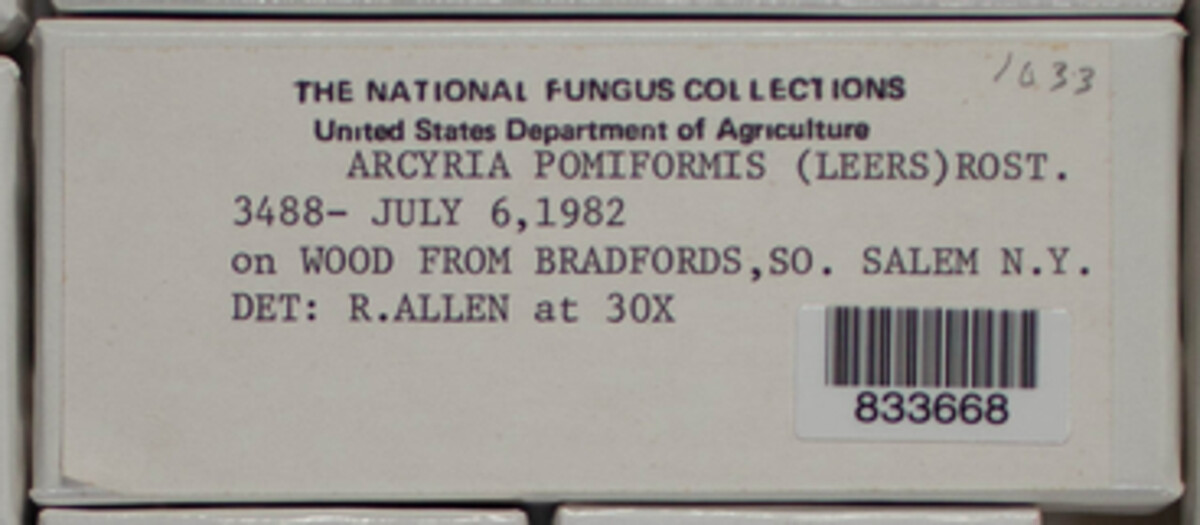 1633
THE NATIONAL FUNGUS COLLECTIONS
United States Department of Agriculture
ARCYRIA POMIFORMIS (LEERS)ROST.
3488- JULY 6,1982
on WOOD FROM BRADFORDS,SO. SALEM N.Y.
DET: R.ALLEN at 30X
833668